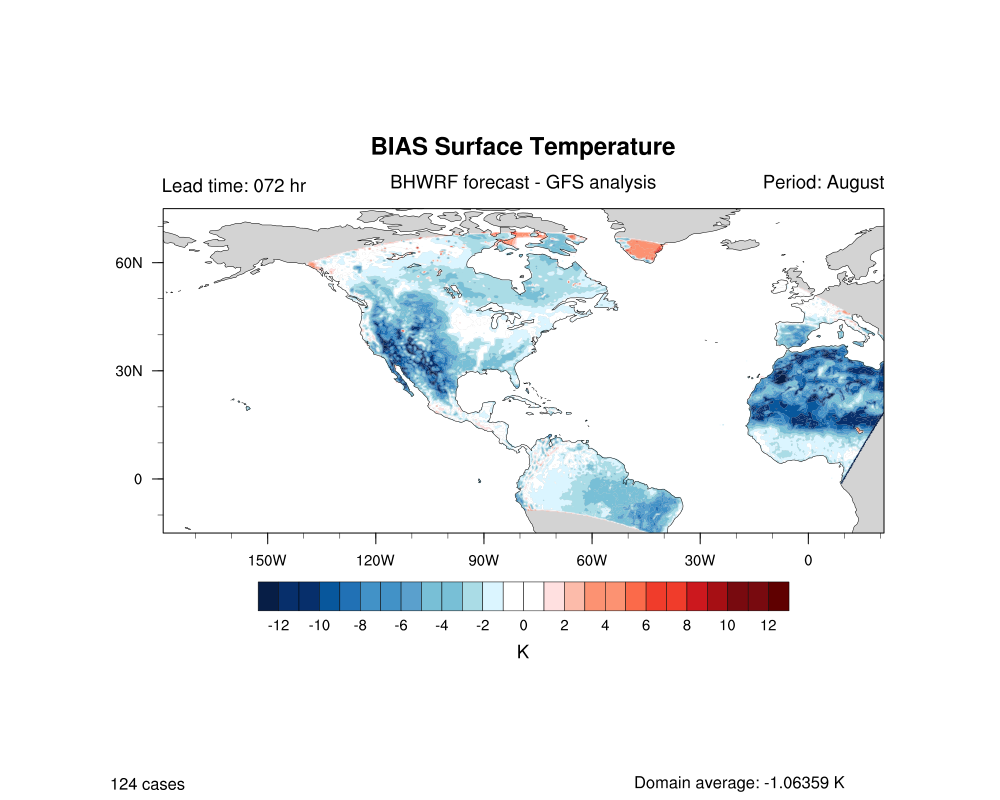 BIAS Surface Temperature
Lead time: 072 hr
BHWRF forecast - GFS analysis
Period: August
60N
30N
0
150W 120W 90W 60W 30W 0
-12 -10 -8 -6 -4 -2 0 2 4 6 8 10 12
K
124 cases
Domain average: -1.06359 K